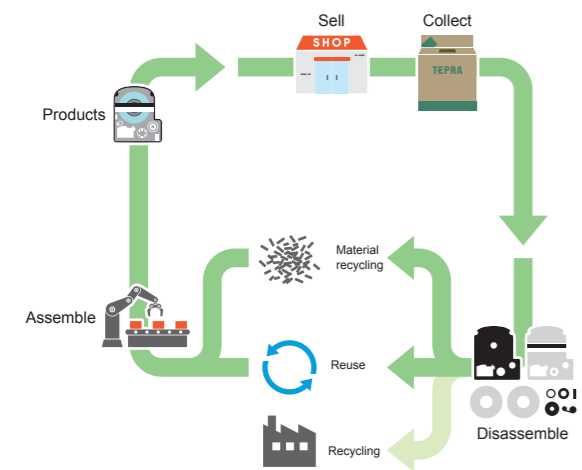 Sell
Collect
SHOP
TEPRA
Products
Material
recycling
Assemble
Reuse
Disassemble
Recycling